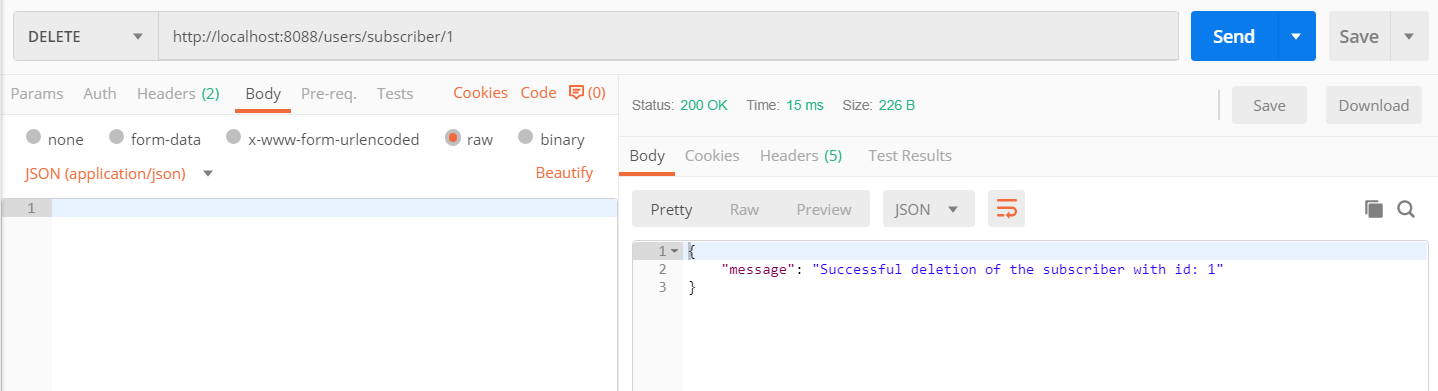 DELETE http://localhost:8088/users/subscriber/1 Send Save
Params Auth Headers (2) Body Pre-req. Tests Cookies Code (0)
none form-data x-www-form-urlencoded raw binary
JSON (application/json) Beautify
1
Status: 200 OK Time: 15 ms Size: 226 B Save Download
Body Cookies Headers (5) Test Results
Pretty Raw Preview JSON
1 {
2 "message": "Successful deletion of the subscriber with id: 1"
3 }